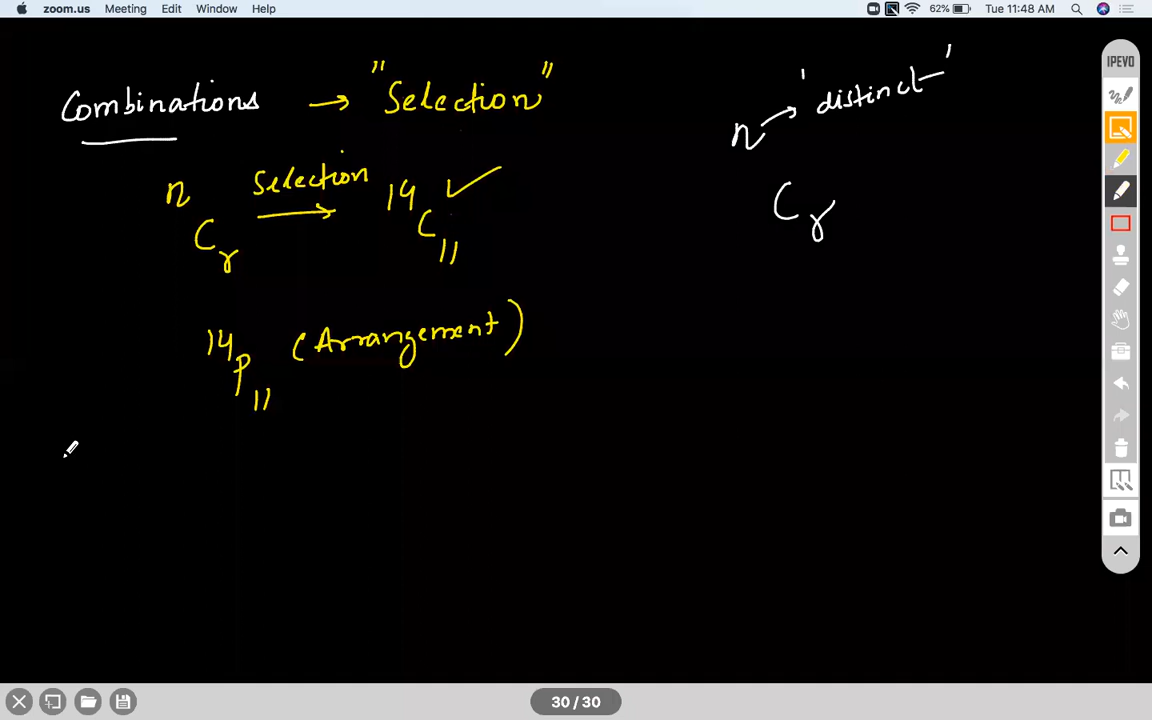 zoom.us Meeting Edit Window Help 62% Tue 11:48 AM
Combinations → "Selection"
n → 'distinct'
n C r Selection → 14 C 11 ✓
C r
14 P 11 (Arrangement)
IPEVO
30 / 30